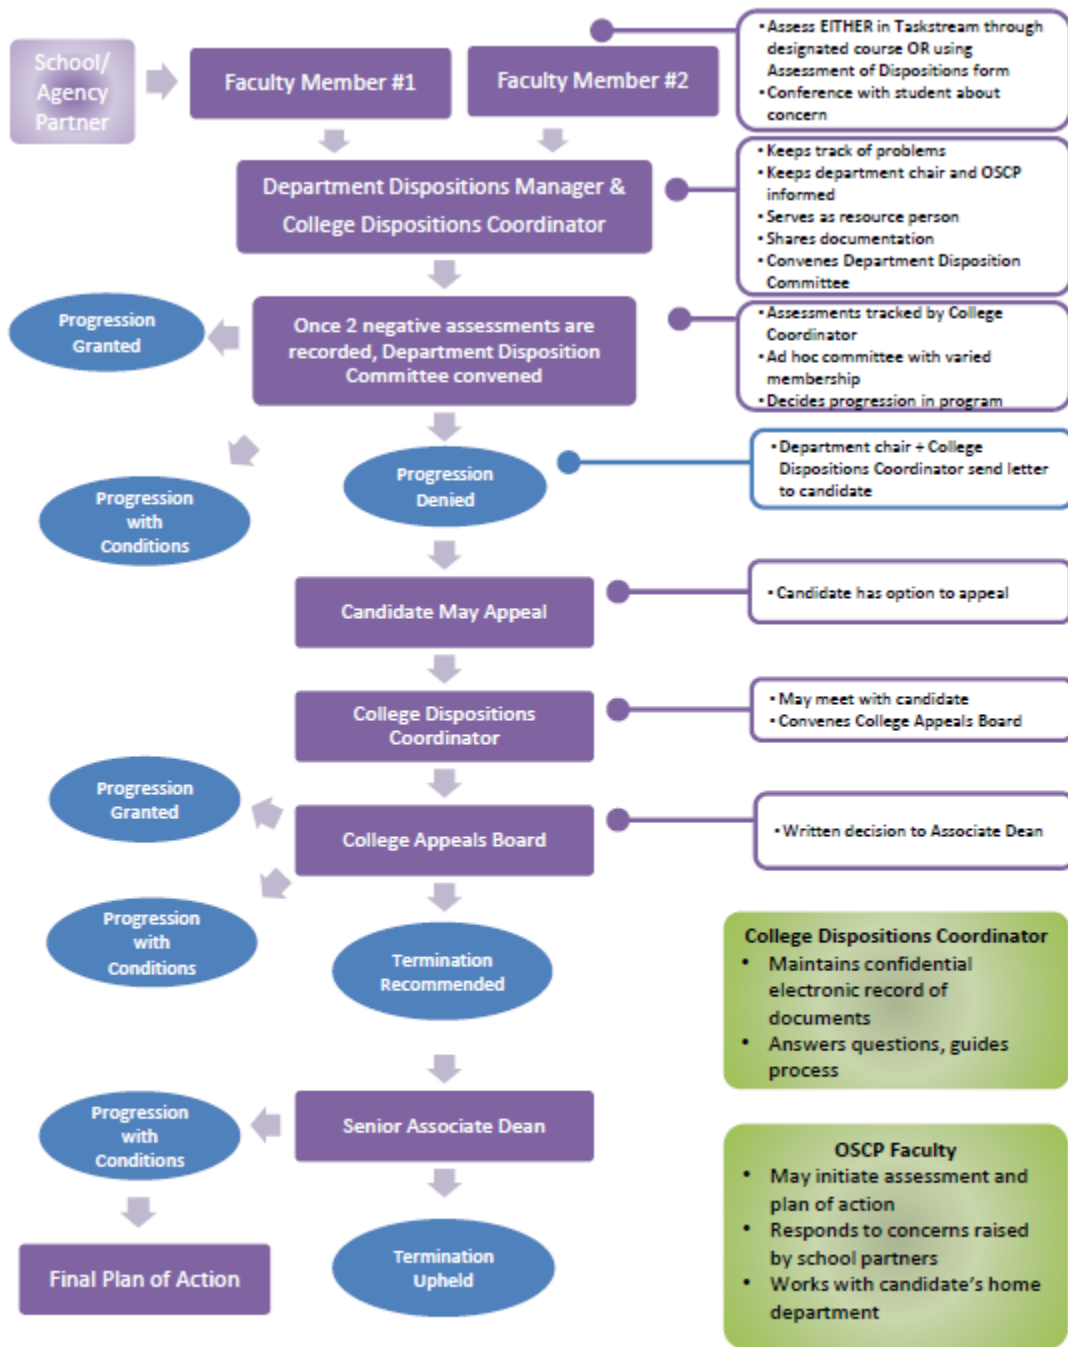 School/
Agency
Partner
Faculty Member #1
Faculty Member #2
▪ Assess EITHER in Taskstream through
designated course OR using
Assessment of Dispositions form
▪ Conference with student about
concern
Department Dispositions Manager &
College Dispositions Coordinator
▪ Keeps track of problems
▪ Keeps department chair and OSCP
informed
▪ Serves as resource person
▪ Shares documentation
▪ Convenes Department Disposition
Committee
Progression
Granted
Once 2 negative assessments are
recorded, Department Disposition
Committee convened
▪ Assessments tracked by College
Coordinator
▪ Ad hoc committee with varied
membership
▪ Decides progression in program
Progression
with
Conditions
Progression
Denied
▪ Department chair + College
Dispositions Coordinator send letter
to candidate
Candidate May Appeal
▪ Candidate has option to appeal
College Dispositions
Coordinator
▪ May meet with candidate
▪ Convenes College Appeals Board
Progression
Granted
College Appeals Board
▪ Written decision to Associate Dean
Progression
with
Conditions
Termination
Recommended
College Dispositions Coordinator
• Maintains confidential
electronic record of
documents
• Answers questions, guides
process
Progression
with
Conditions
Senior Associate Dean
Final Plan of Action
Termination
Upheld
OSCP Faculty
• May initiate assessment and
plan of action
• Responds to concerns raised
by school partners
• Works with candidate's home
department